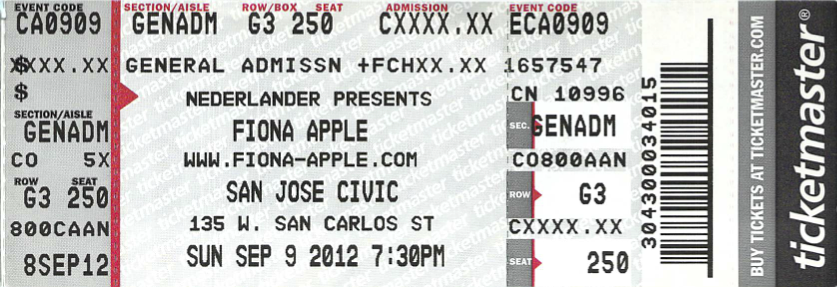 EVENT CODE
CA0909
$XXX.XX
$
SECTION/AISLE
GENADM
CO 5X
ROW SEAT
G3 250
800CAAN
8SEP12
SECTION/AISLE ROW/BOX SEAT ADMISSION
GENADM G3 250 CXXXX.XX
GENERAL ADMISSN +FCHXX.XX
NEDERLANDER PRESENTS
FIONA APPLE
WWW.FIONA-APPLE.COM
SAN JOSE CIVIC
135 W. SAN CARLOS ST
SUN SEP 9 2012 7:30PM
EVENT CODE
ECA0909
1657547
CN 10996
SEC. GENADM
CO800AAN
ROW G3
CXXXX.XX
SEAT 250
304300034015
BUY TICKETS AT TICKETMASTER.COM
ticketmaster®